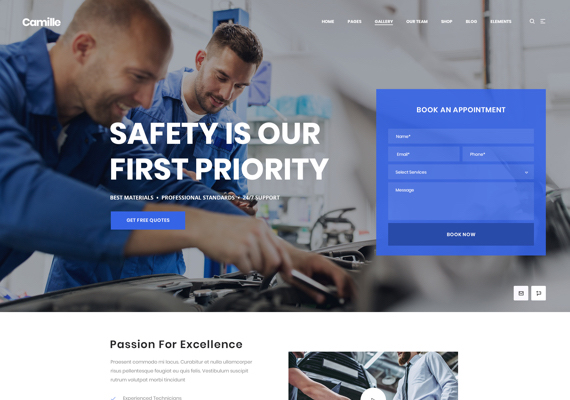 Camille
HOME PAGES GALLERY OUR TEAM SHOP BLOG ELEMENTS
SAFETY IS OUR
FIRST PRIORITY
BEST MATERIALS • PROFESSIONAL STANDARDS • 24/7 SUPPORT
GET FREE QUOTES
BOOK AN APPOINTMENT
Name*
Email* Phone*
Select Services
Message
BOOK NOW
Passion For Excellence
Praesent commodo mi lacus. Curabitur et nulla ullamcorper
risus pellentesque feugiat eu quis felis. Vestibulum suscipit
rutrum volutpat morbi tincidunt
Experienced Technicians